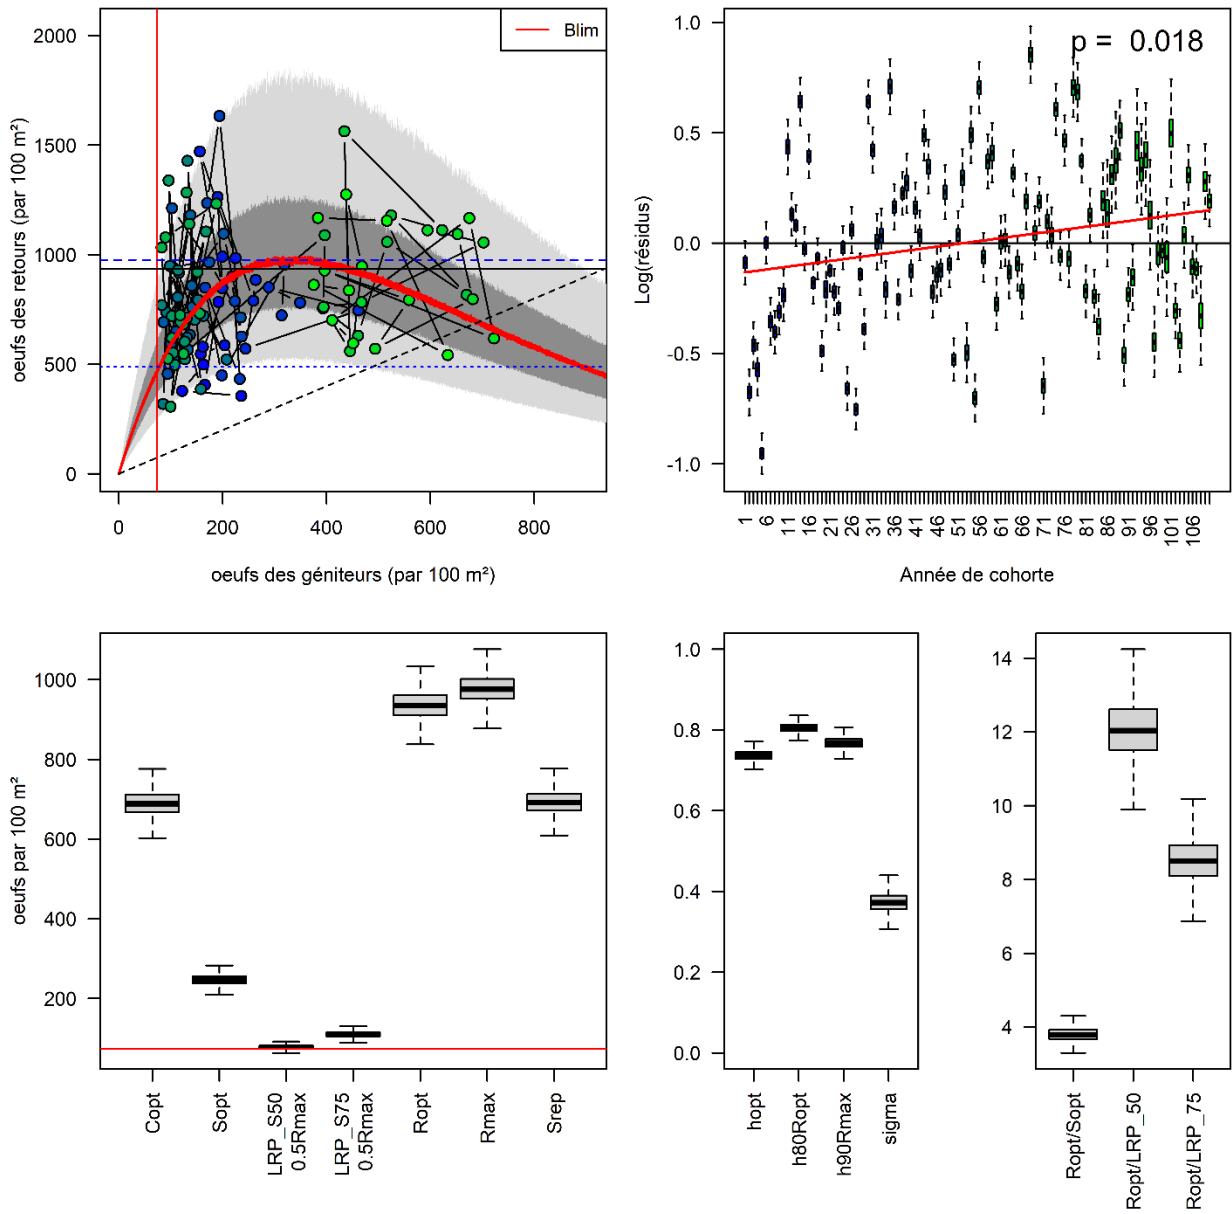 2000
1500
1000
500
0
oeufs des retours (par 100 m²)
Blim
0 200 400 600 800
oeufs des géniteurs (par 100 m²)
1.0
0.5
0.0
-0.5
-1.0
Log(résidus)
p = 0.018
1 6 11 16 21 26 31 36 41 46 51 56 61 66 71 76 81 86 91 96 101 106
Année de cohorte
1000
800
600
400
200
oeufs par 100 m²
Copt
Sopt
LRP_S50
0.5Rmax
LRP_S75
0.5Rmax
Ropt
Rmax
Srep
1.0
0.8
0.6
0.4
0.2
0.0
hopt
h80Ropt
h90Rmax
sigma
14
12
10
8
6
4
Ropt/Sopt
Ropt/LRP_50
Ropt/LRP_75